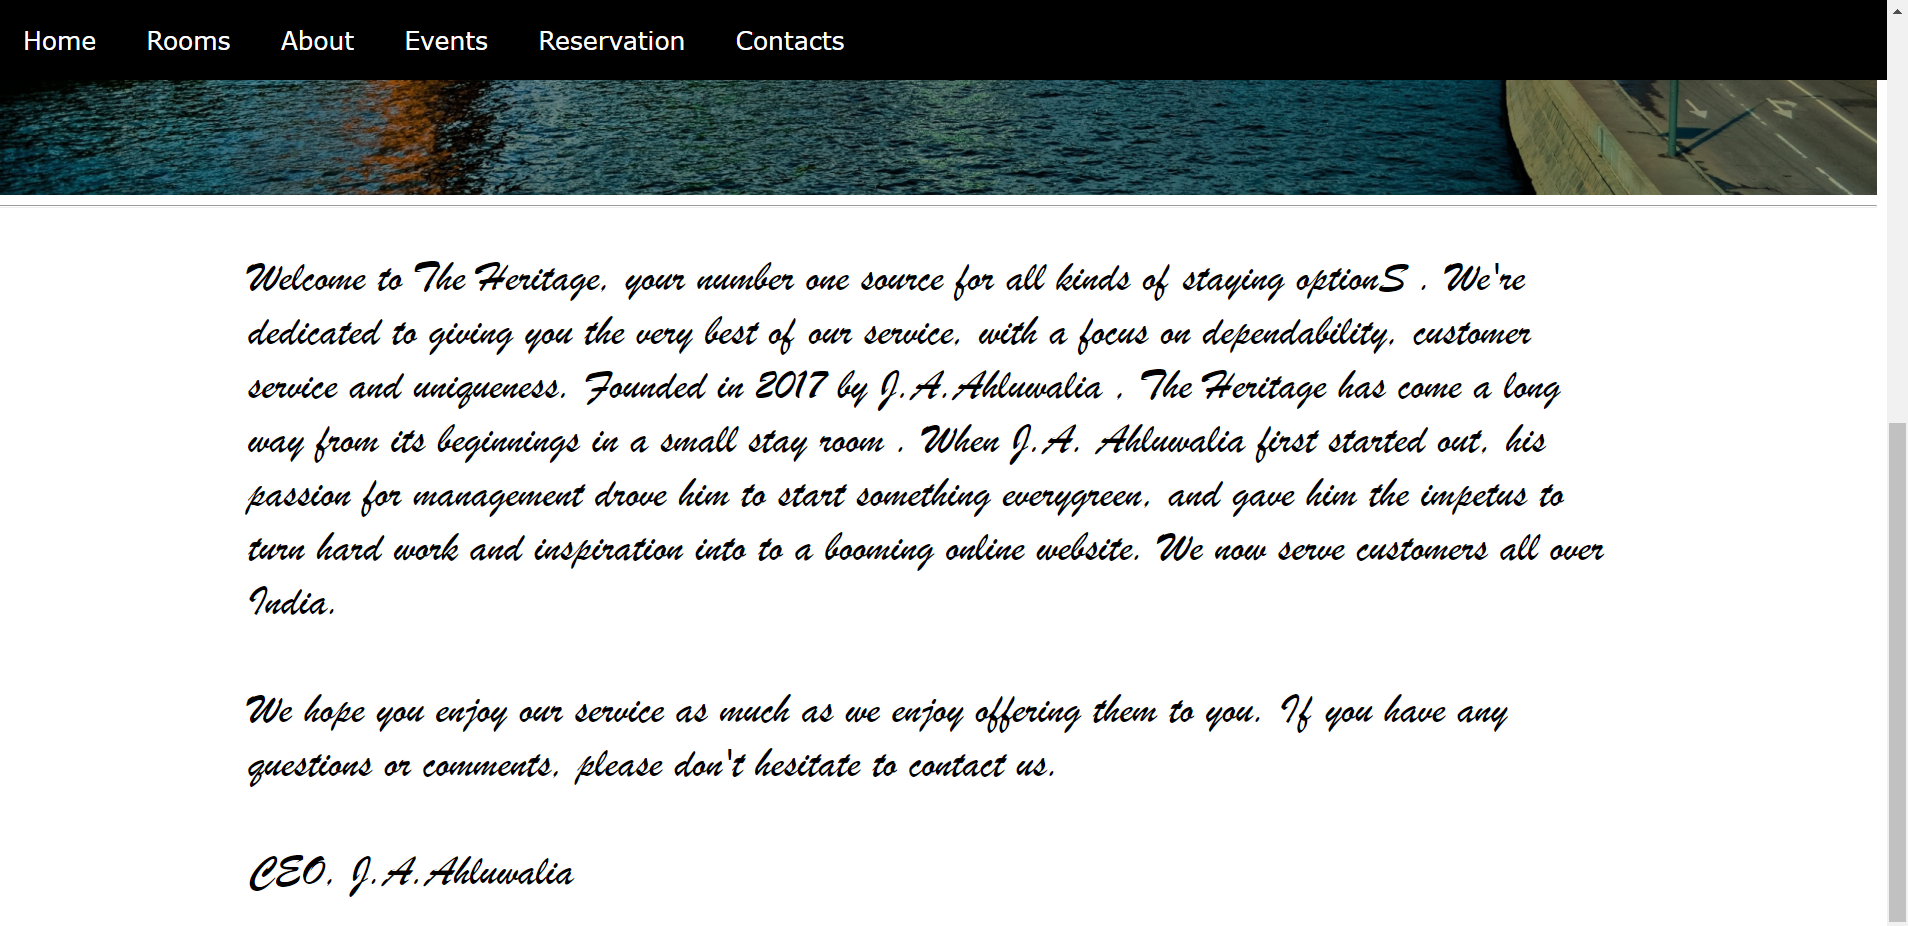 Home Rooms About Events Reservation Contacts
Welcome to The Heritage, your number one source for all kinds of staying optionS . We're
dedicated to giving you the very best of our service, with a focus on dependability, customer
service and uniqueness. Founded in 2017 by J.A.Ahluwalia , The Heritage has come a long
way from its beginnings in a small stay room . When J.A. Ahluwalia first started out, his
passion for management drove him to start something everygreen, and gave him the impetus to
turn hard work and inspiration into to a booming online website. We now serve customers all over
India.
We hope you enjoy our service as much as we enjoy offering them to you. If you have any
questions or comments, please don't hesitate to contact us.
CEO, J.A.Ahluwalia